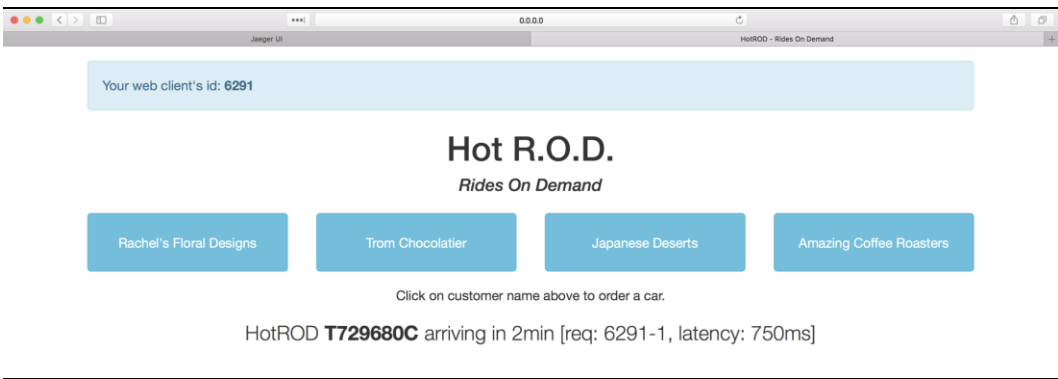 0.0.0.0
Jaeger UI
HotROD - Rides On Demand
+
Your web client's id: 6291
Hot R.O.D.
Rides On Demand
Rachel's Floral Designs
Trom Chocolatier
Japanese Deserts
Amazing Coffee Roasters
Click on customer name above to order a car.
HotROD T729680C arriving in 2min [req: 6291-1, latency: 750ms]